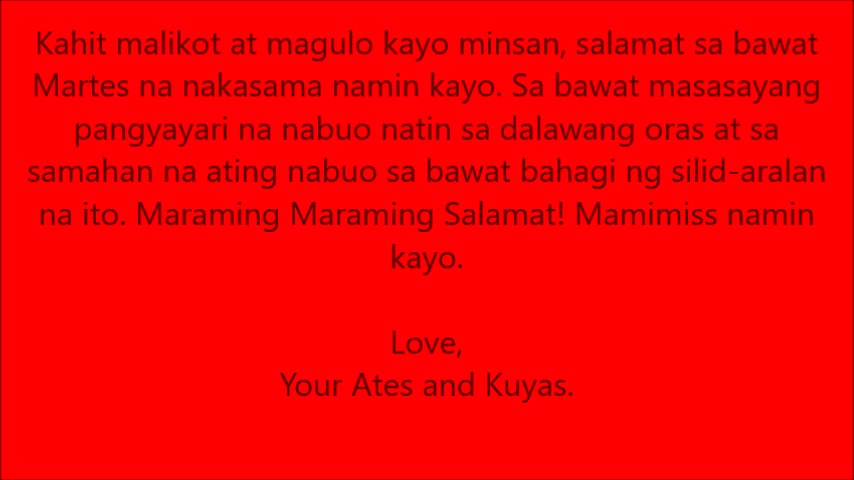 Kahit malikot at magulo kayo minsan, salamat sa bawat
Martes na nakasama namin kayo. Sa bawat masasayang
pangyayari na nabuo natin sa dalawang oras at sa
samahan na ating nabuo sa bawat bahagi ng silid-aralan
na ito. Maraming Maraming Salamat! Mamimiss namin
kayo.
Love,
Your Ates and Kuyas.